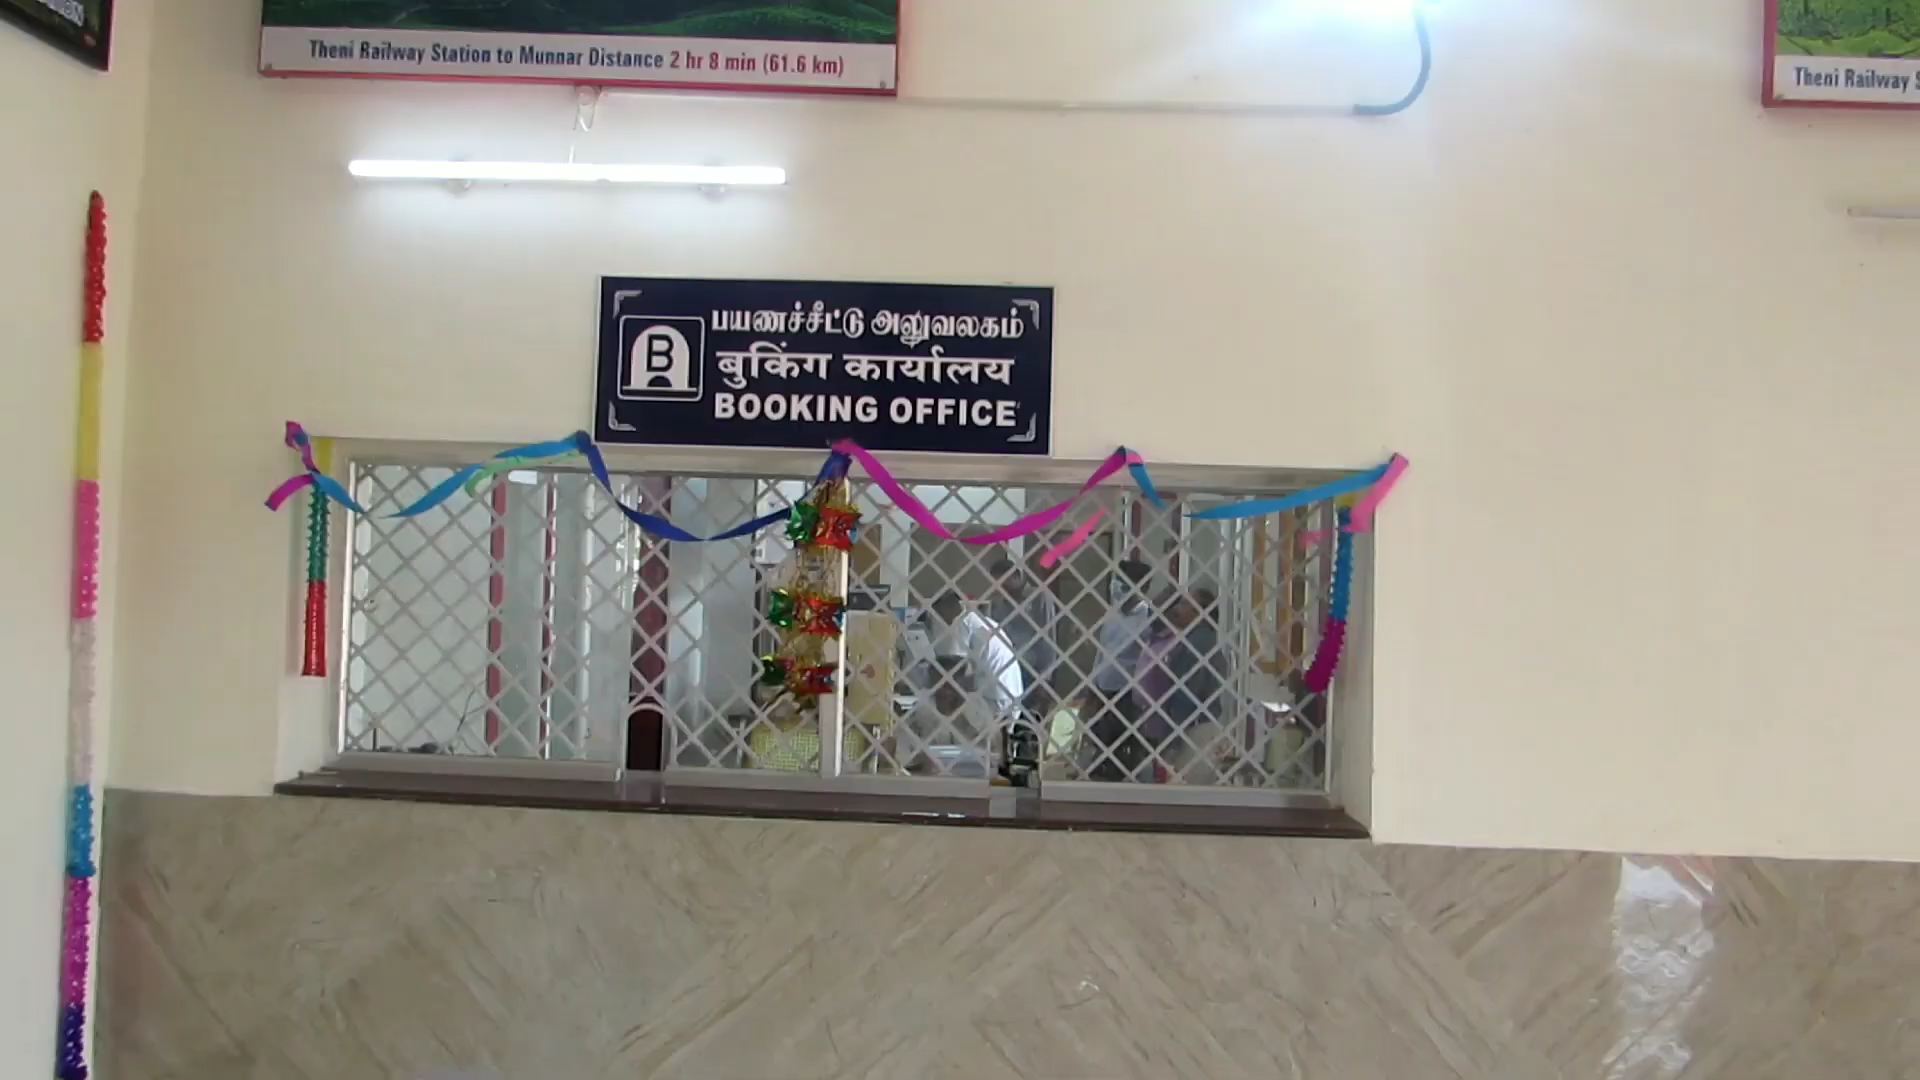 Theni Railway Station to Munnar Distance 2 hr 8 min (61.6 km)
Theni Railway
பயணச்சீட்டு அலுவலகம்
बुकिंग कार्यालय
BOOKING OFFICE
B